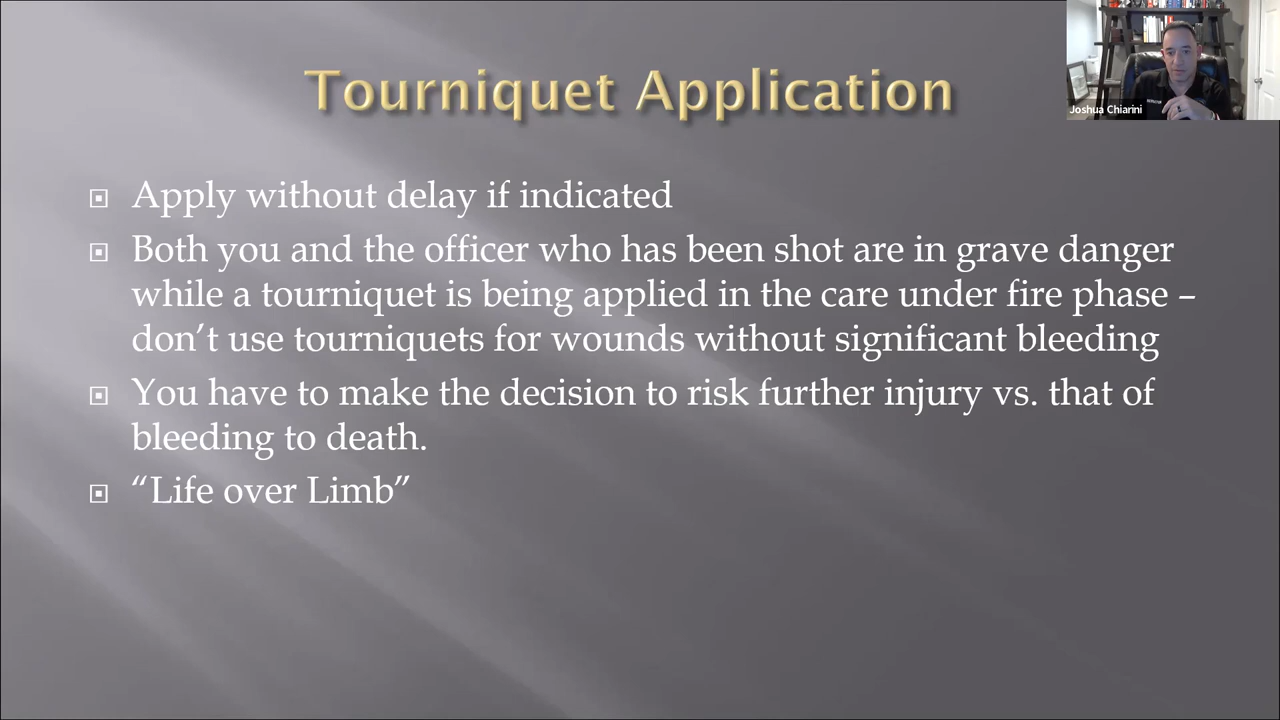 Tourniquet Application
Joshua Chiarini
Apply without delay if indicated
Both you and the officer who has been shot are in grave danger
while a tourniquet is being applied in the care under fire phase –
don’t use tourniquets for wounds without significant bleeding
You have to make the decision to risk further injury vs. that of
bleeding to death.
“Life over Limb”